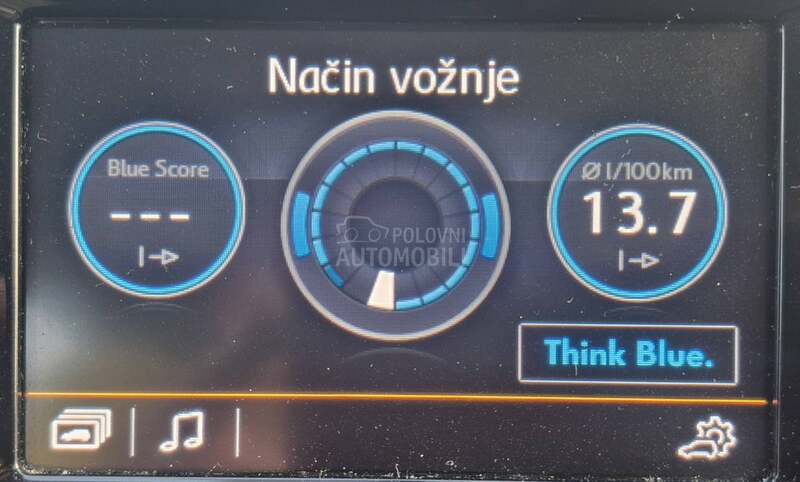 Način vožnje
Blue Score
---
Ø l/100km
13.7
POLOVNI
AUTOMOBILI
Think Blue.